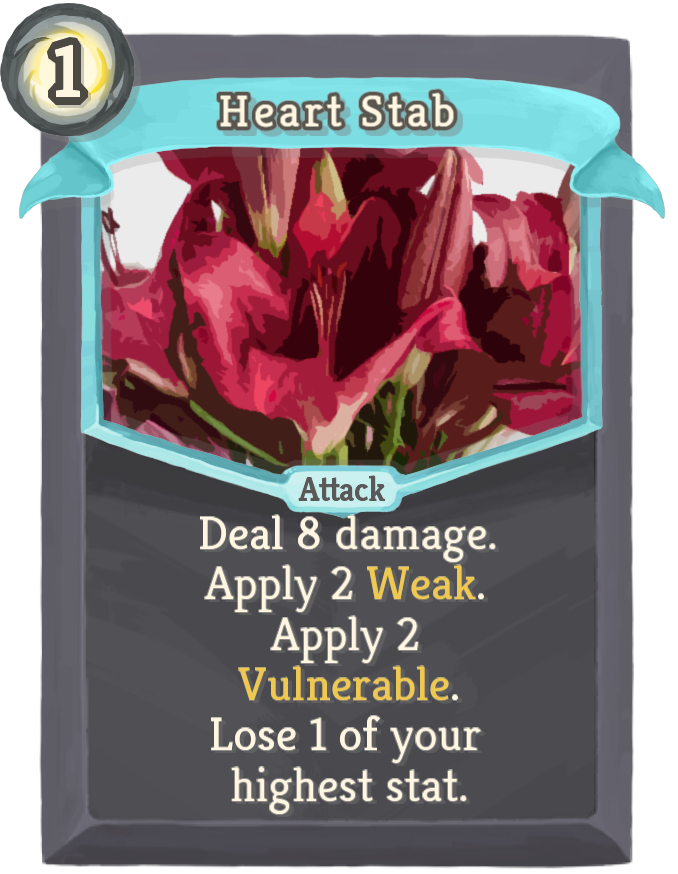 1
Heart Stab
Attack
Deal 8 damage.
Apply 2 Weak.
Apply 2
Vulnerable.
Lose 1 of your
highest stat.